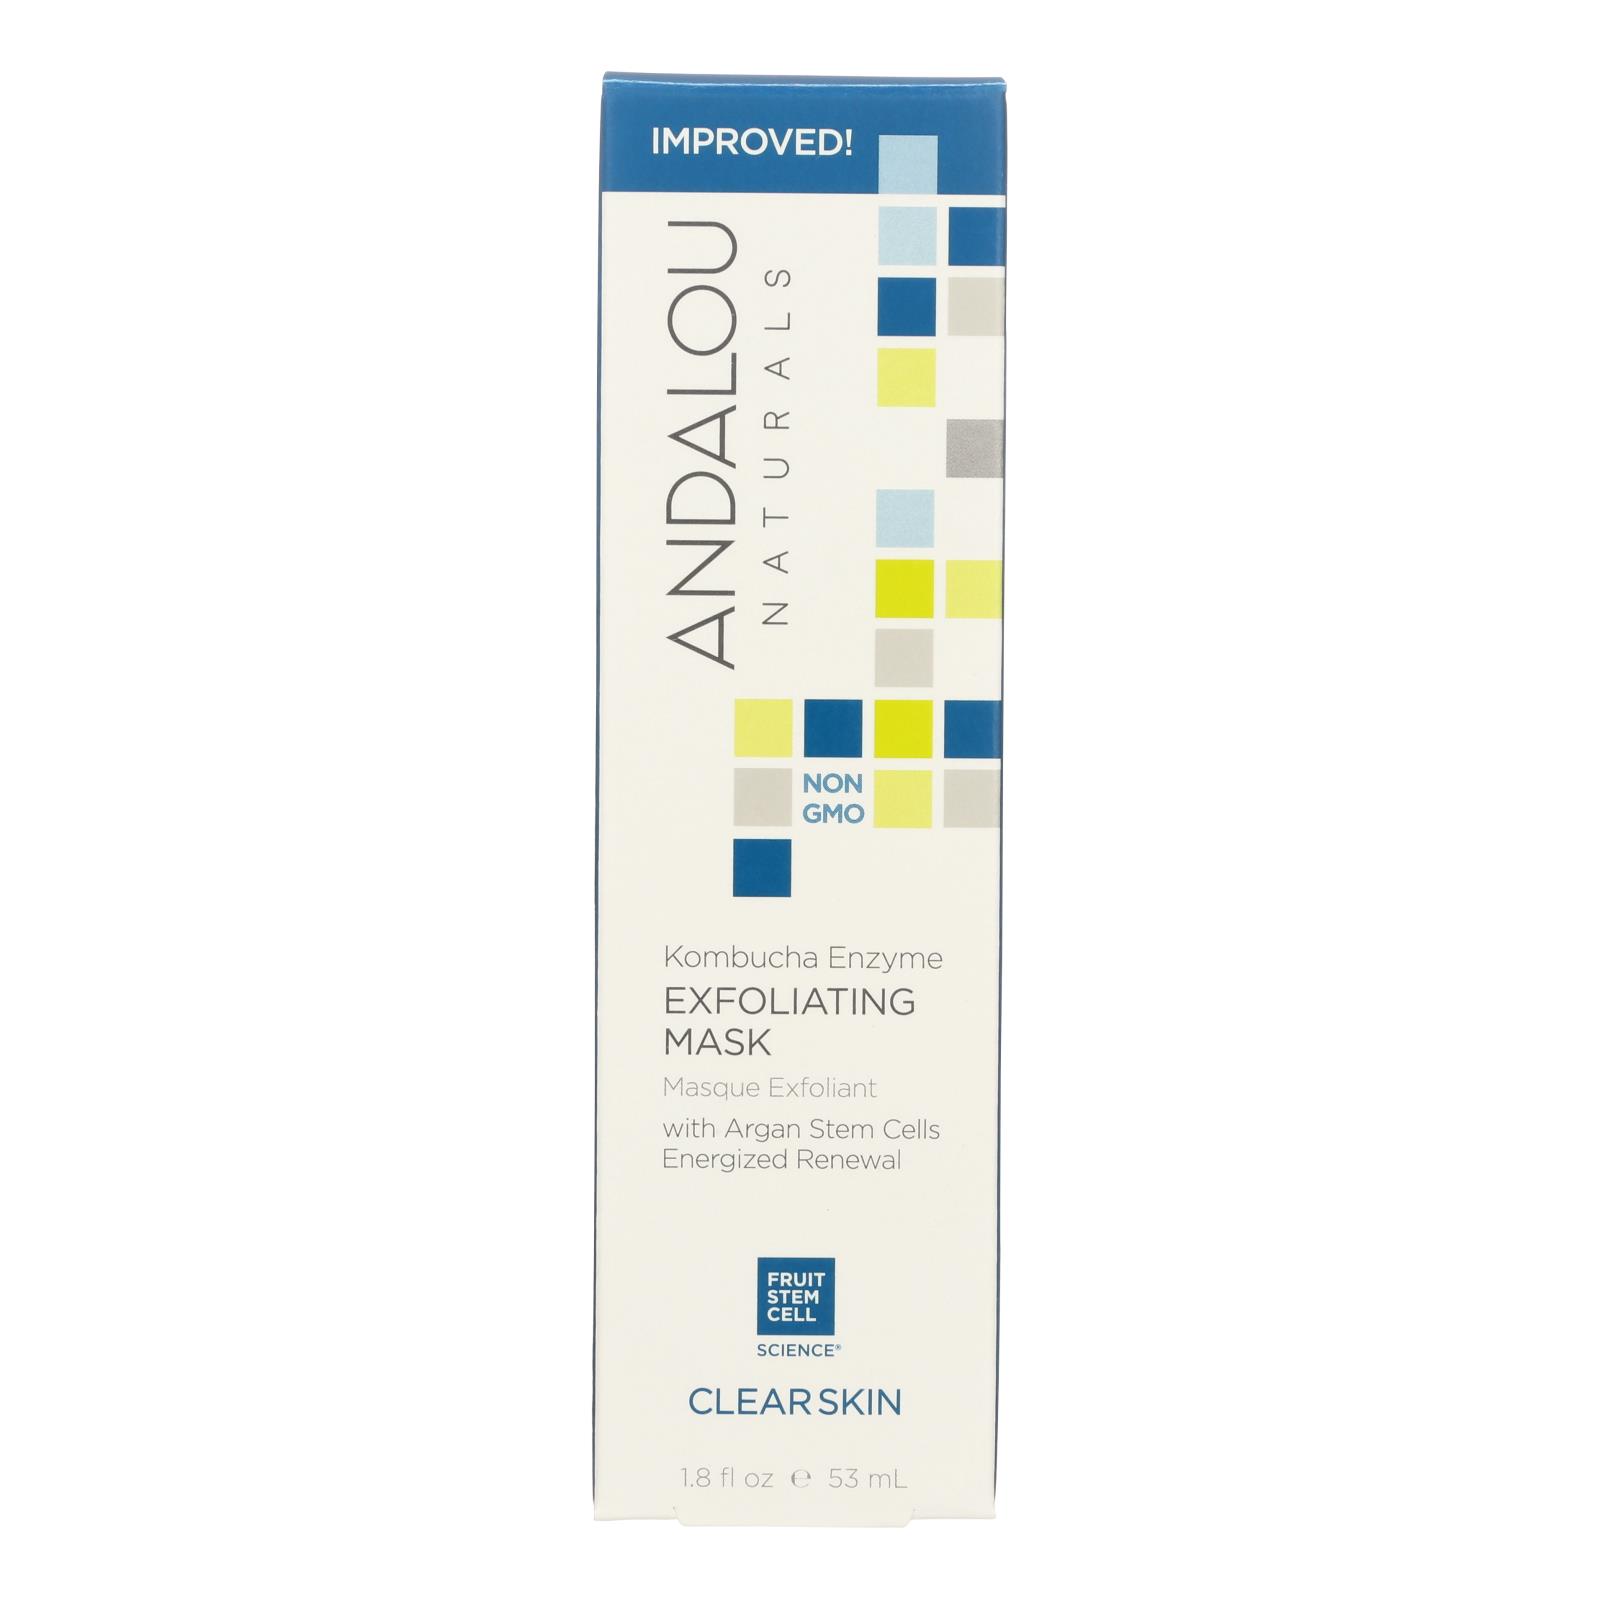 IMPROVED!
ANDALOU
NATURALS
NON
GMO
Kombucha Enzyme
EXFOLIATING
MASK
Masque Exfoliant
with Argan Stem Cells
Energized Renewal
FRUIT
STEM
CELL
SCIENCE®
CLEAR SKIN
1.8 fl oz ℮ 53 mL